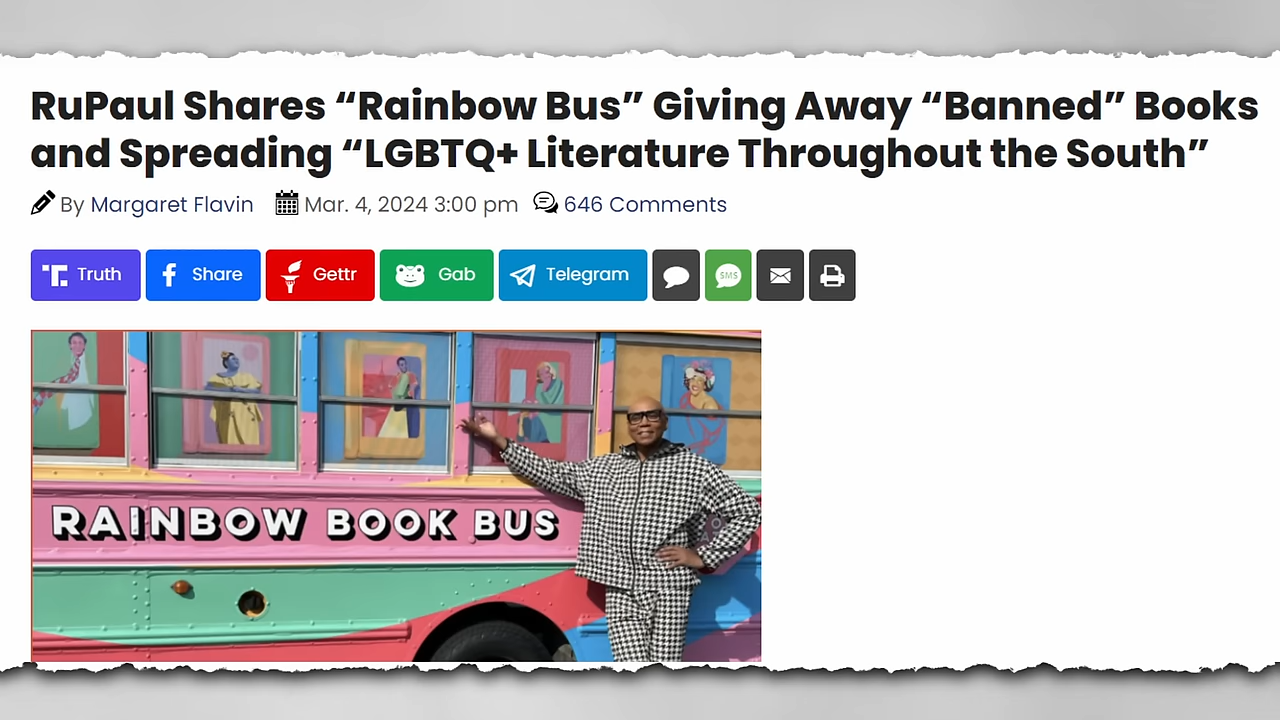 RuPaul Shares “Rainbow Bus” Giving Away “Banned” Books
and Spreading “LGBTQ+ Literature Throughout the South”
By Margaret Flavin Mar. 4, 2024 3:00 pm 646 Comments
Truth Share Gettr Gab Telegram SMS
RAINBOW BOOK BUS